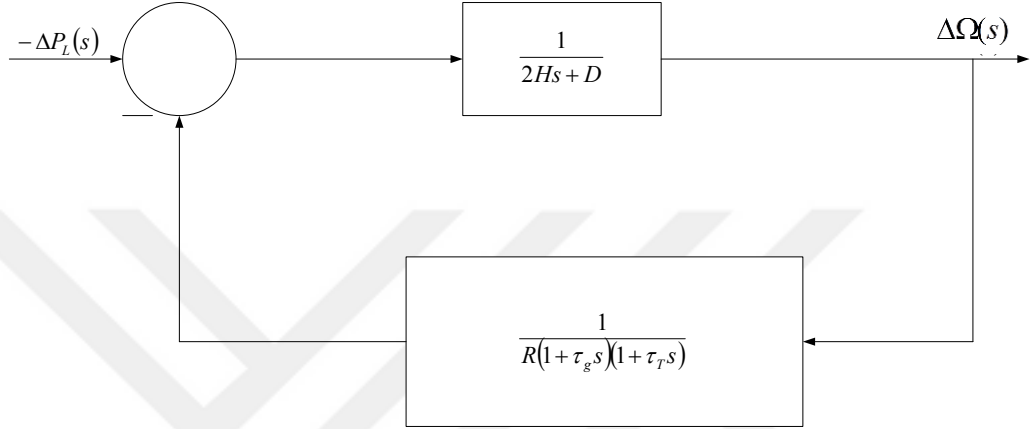 − ΔP_L(s)
1
2Hs + D
ΔΩ(s)
—
1
R(1 + τ_g s)(1 + τ_T s)